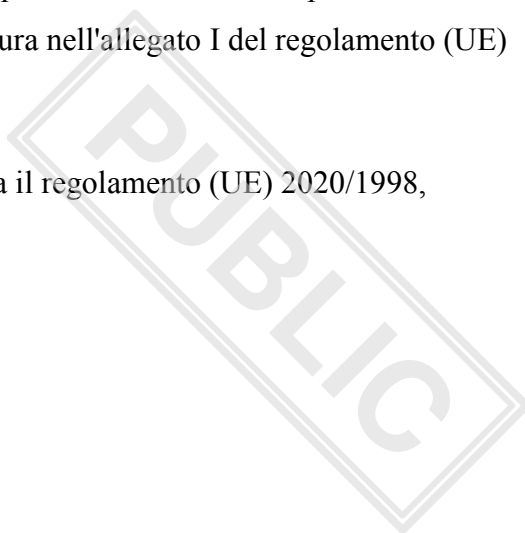 ura nell'allegato I del regolamento (UE)
a il regolamento (UE) 2020/1998,
PUBLIC